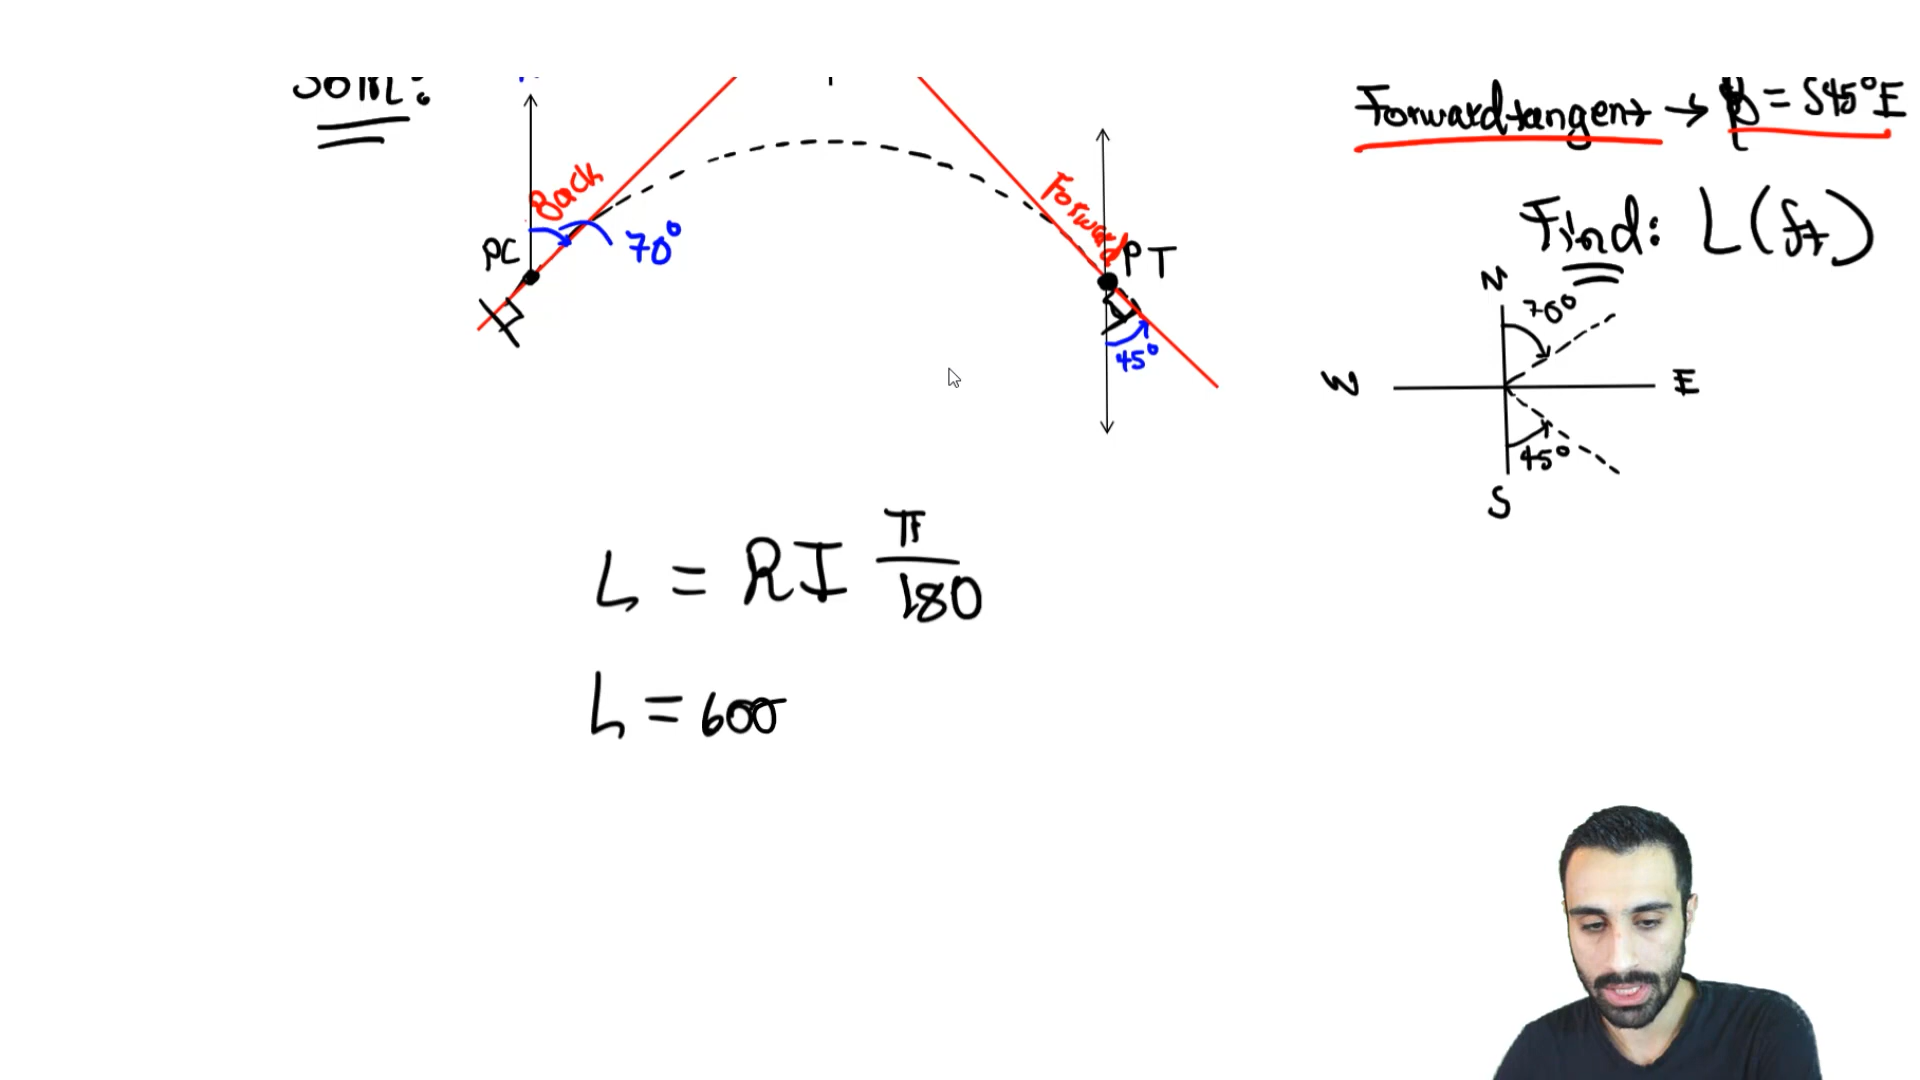 Soln:
Forward tangent → β = S45°E
Back
Forward
Find: L (ft)
PC
70°
PT
N
70°
45°
W
E
45°
S
L = RI π/180
L = 600